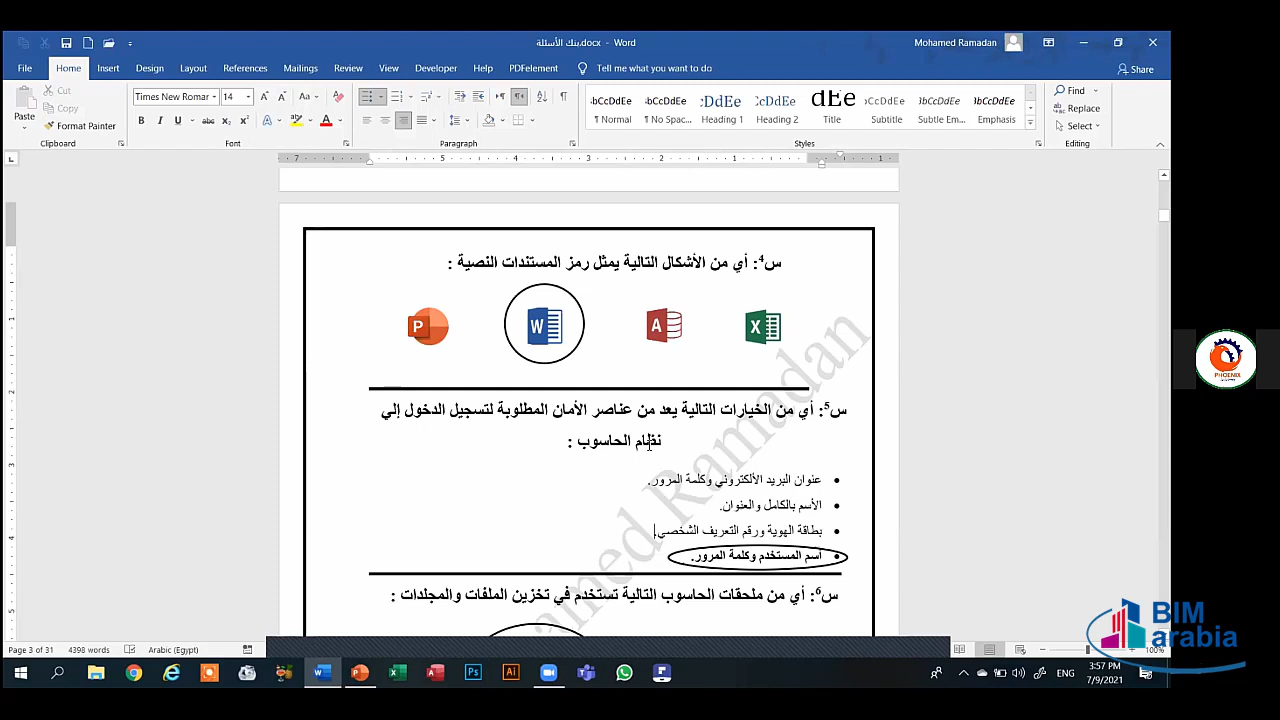 بنك الأسئلة.docx - Word
Mohamed Ramadan
File Home Insert Design Layout References Mailings Review View Developer Help PDFelement Tell me what you want to do Share
Paste
Cut
Copy
Format Painter
Clipboard
Times New Romar 14
Font
Paragraph
¶ Normal
¶ No Spac...
Heading 1
Heading 2
Title
Subtitle
Subtle Em...
Emphasis
Styles
Find
Replace
Select
Editing
س4: أي من الأشكال التالية يمثل رمز المستندات النصية :
P W A X
س5: أي من الخيارات التالية يعد من عناصر الأمان المطلوبة لتسجيل الدخول إلي
نظام الحاسوب :
عنوان البريد الألكتروني وكلمة المرور.
الأسم بالكامل والعنوان.
بطاقة الهوية ورقم التعريف الشخصي.
اسم المستخدم وكلمة المرور.
س6: أي من ملحقات الحاسوب التالية تستخدم في تخزين الملفات والمجلدات :
amed Ramadan
PHOENIX
BIM
arabia
Page 3 of 31 4398 words Arabic (Egypt) 100%
ENG
3:57 PM
7/9/2021